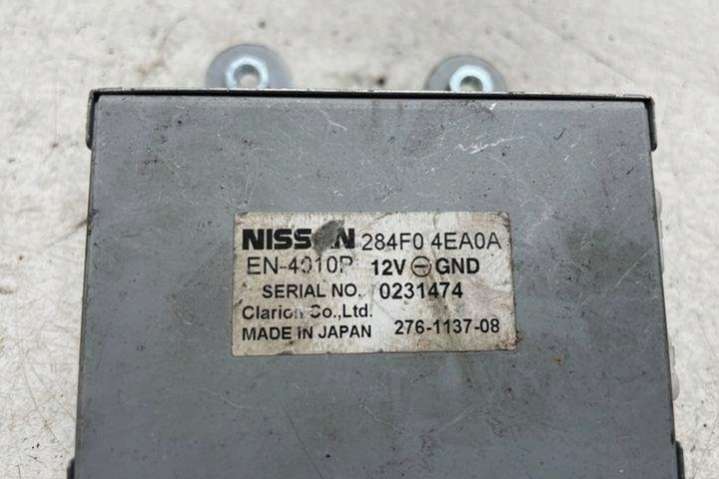 NISSAN 284F0 4EA0A
EN-4010P 12V ⊖ GND
SERIAL NO. 0231474
Clarion Co.,Ltd.
MADE IN JAPAN 276-1137-08